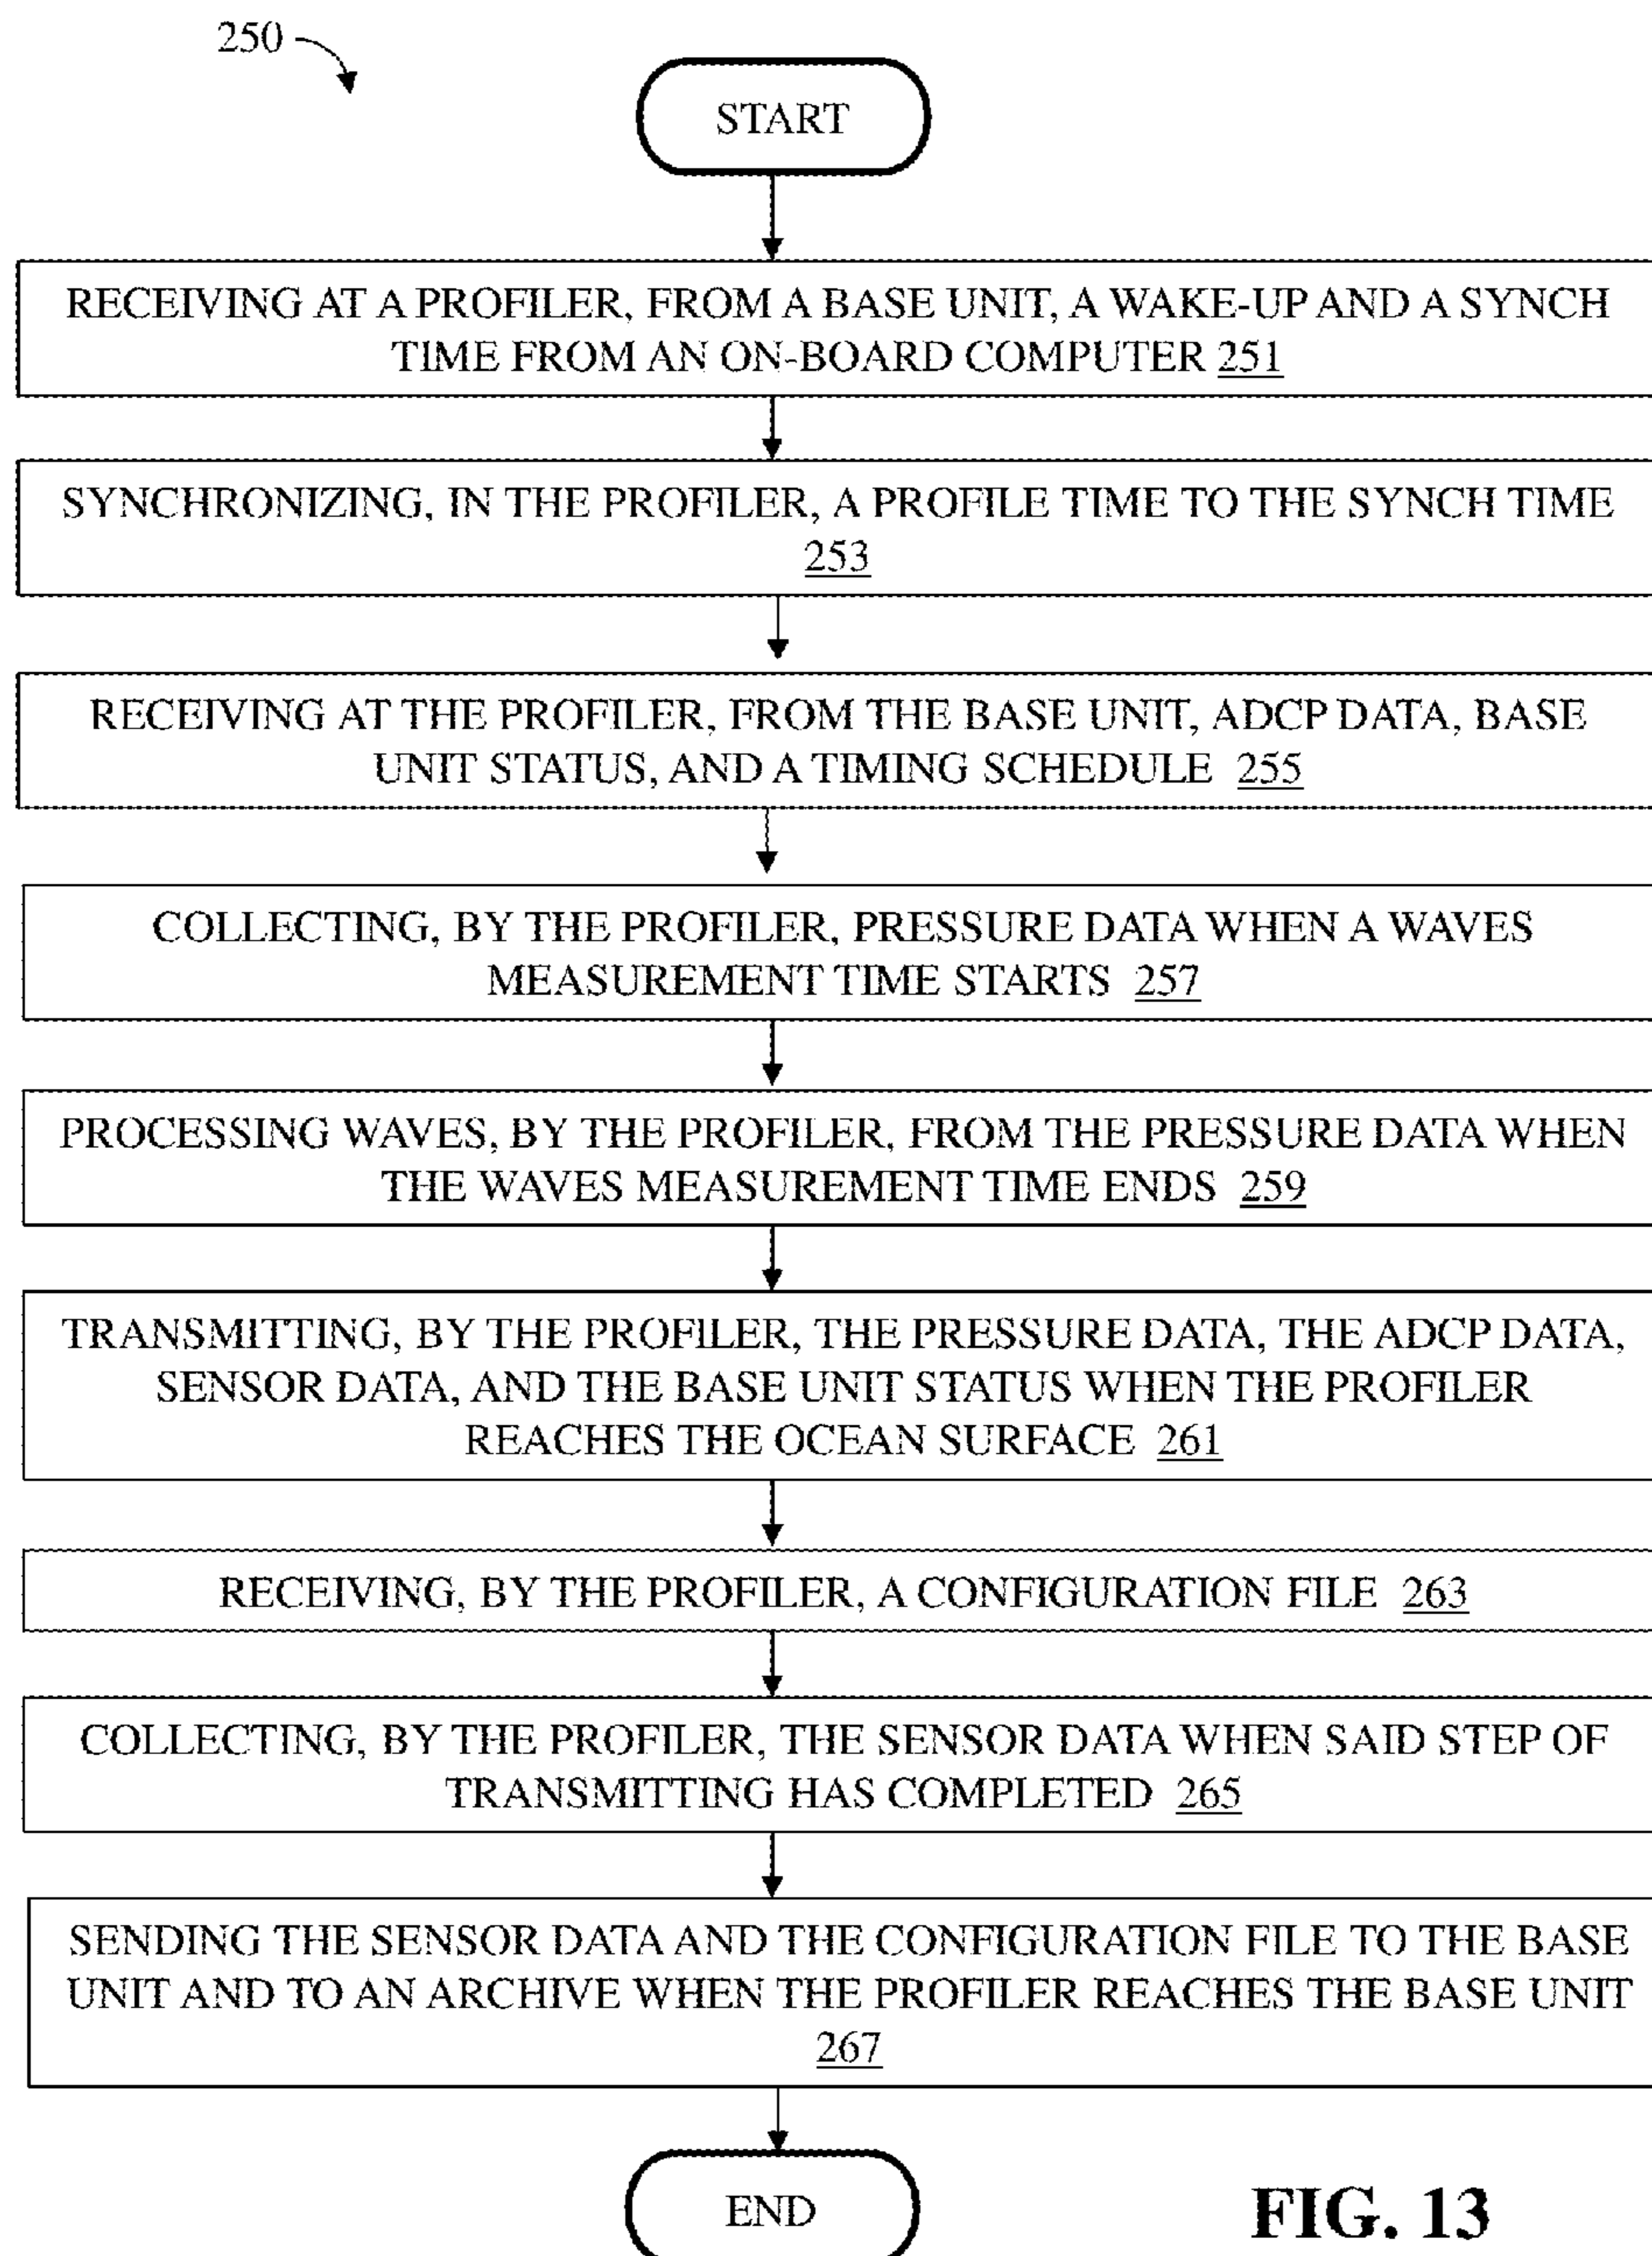 250
START
RECEIVING AT A PROFILER, FROM A BASE UNIT, A WAKE-UP AND A SYNCH
TIME FROM AN ON-BOARD COMPUTER 251
SYNCHRONIZING, IN THE PROFILER, A PROFILE TIME TO THE SYNCH TIME
253
RECEIVING AT THE PROFILER, FROM THE BASE UNIT, ADCP DATA, BASE
UNIT STATUS, AND A TIMING SCHEDULE 255
COLLECTING, BY THE PROFILER, PRESSURE DATA WHEN A WAVES
MEASUREMENT TIME STARTS 257
PROCESSING WAVES, BY THE PROFILER, FROM THE PRESSURE DATA WHEN
THE WAVES MEASUREMENT TIME ENDS 259
TRANSMITTING, BY THE PROFILER, THE PRESSURE DATA, THE ADCP DATA,
SENSOR DATA, AND THE BASE UNIT STATUS WHEN THE PROFILER
REACHES THE OCEAN SURFACE 261
RECEIVING, BY THE PROFILER, A CONFIGURATION FILE 263
COLLECTING, BY THE PROFILER, THE SENSOR DATA WHEN SAID STEP OF
TRANSMITTING HAS COMPLETED 265
SENDING THE SENSOR DATA AND THE CONFIGURATION FILE TO THE BASE
UNIT AND TO AN ARCHIVE WHEN THE PROFILER REACHES THE BASE UNIT
267
END
FIG. 13